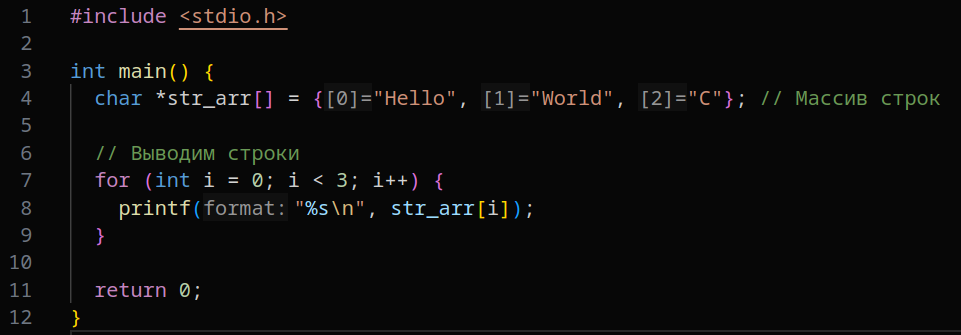 1 #include <stdio.h>
2
3 int main() {
4 char *str_arr[] = {[0]="Hello", [1]="World", [2]="C"}; // Массив строк
5
6 // Выводим строки
7 for (int i = 0; i < 3; i++) {
8 printf(format: "%s\n", str_arr[i]);
9 }
10
11 return 0;
12 }